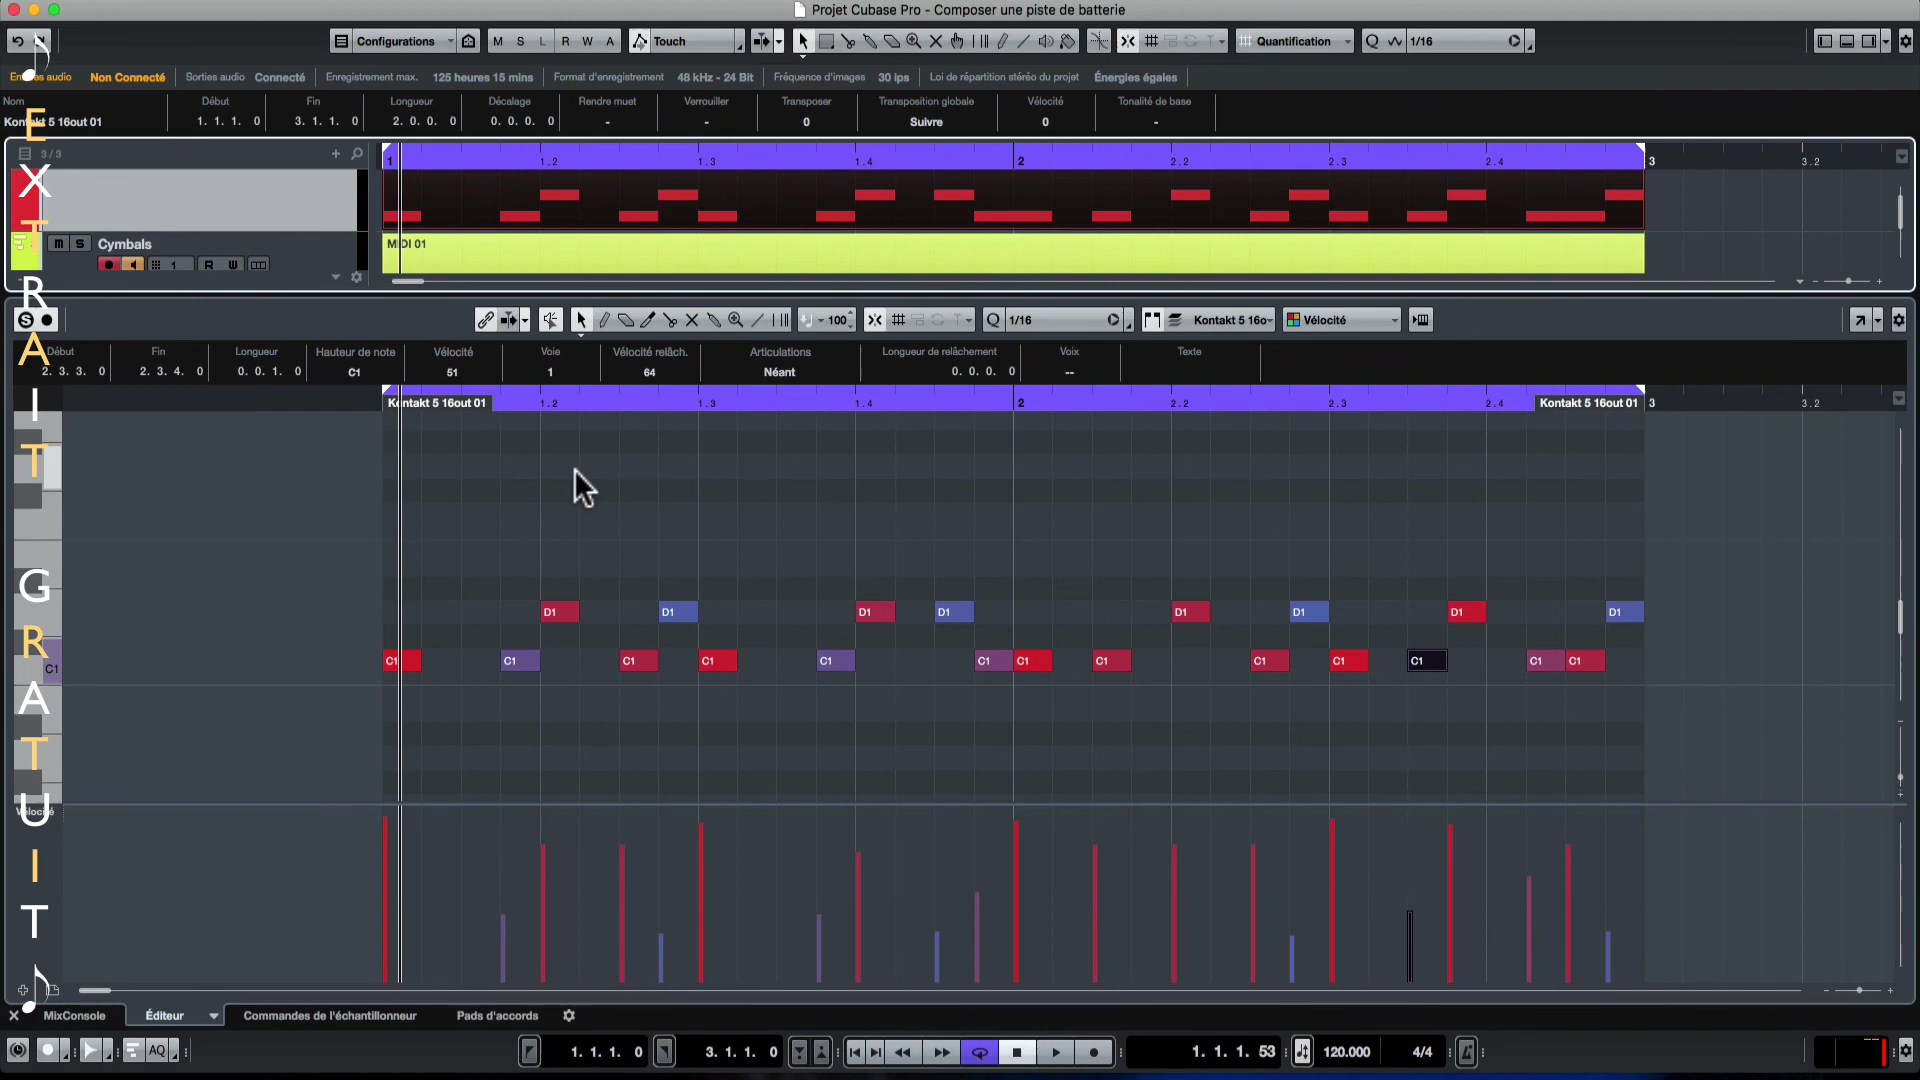 Projet Cubase Pro - Composer une piste de batterie
Configurations M S L R W A Touch Quantification Q 1/16
Non Connecté Sorties audio Connecté Enregistrement max. 125 heures 15 mins Format d'enregistrement 48 kHz - 24 Bit Fréquence d'images 30 ips Loi de répartition stéréo du projet Énergies égales
Nom Début Fin Longueur Décalage Rendre muet Verrouiller Transposer Transposition globale Vélocité Tonalité de base
Kontakt 5 16out 01 1. 1. 1. 0 3. 1. 1. 0 2. 0. 0. 0 0. 0. 0. 0 - - 0 Suivre 0 -
3/3 + 1 1.2 1.3 1.4 2 2.2 2.3 2.4 3 3.2
M S Cymbals MIDI 01
1 R W
S 100 Q 1/16 Kontakt 5 16o Vélocité
Début Fin Longueur Hauteur de note Vélocité Voie Vélocité relâch. Articulations Longueur de relâchement Voix Texte
2. 3. 3. 0 2. 3. 4. 0 0. 0. 1. 0 C1 51 1 64 Néant 0. 0. 0. 0 --
Kontakt 5 16out 01 1.2 1.3 1.4 2 2.2 2.3 2.4 Kontakt 5 16out 01 3 3.2
D1 D1 D1 D1 D1 D1 D1 D1
C1 C1 C1 C1 C1 C1 C1 C1 C1 C1 C1 C1 C1 C1
C1
EXTRAIT GRATUIT
MixConsole Éditeur Commandes de l'échantillonneur Pads d'accords
AQ 1. 1. 1. 0 3. 1. 1. 0 1. 1. 1. 53 120.000 4/4